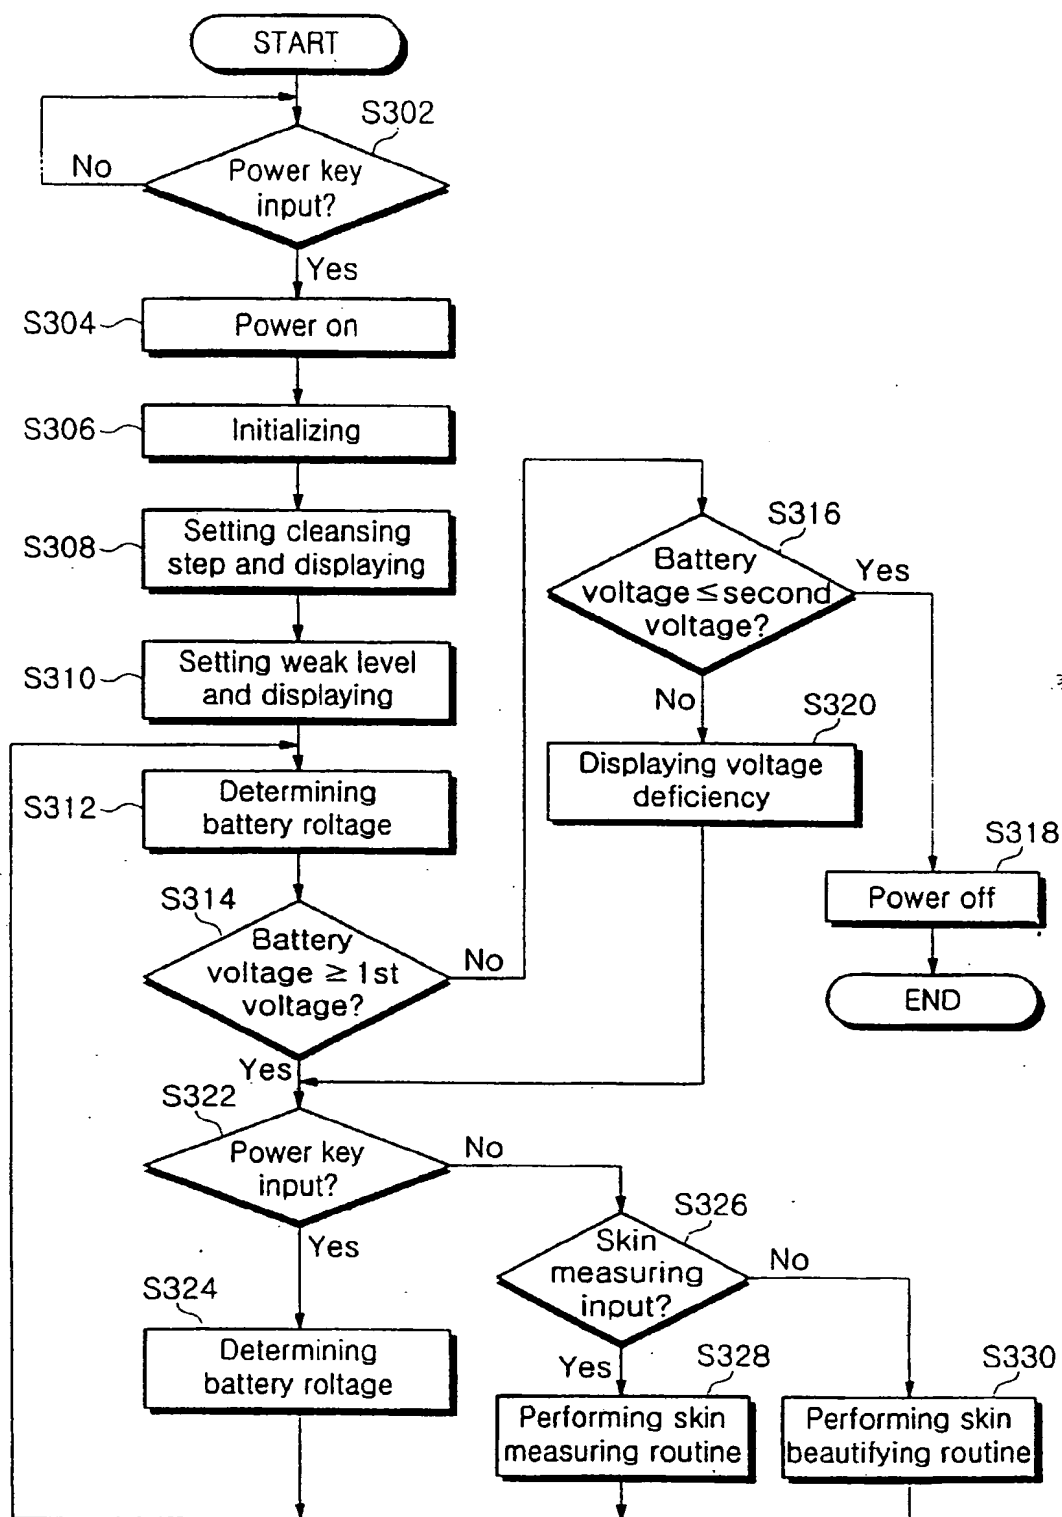 START
S302
Power key
input?
No
Yes
S304
Power on
S306
Initializing
S308
Setting cleansing
step and displaying
S310
Setting weak level
and displaying
S312
Determining
battery roltage
S314
Battery
voltage ≥ 1st
voltage?
No
Yes
S316
Battery
voltage ≤ second
voltage?
Yes
No
S320
Displaying voltage
deficiency
S318
Power off
END
S322
Power key
input?
No
Yes
S324
Determining
battery roltage
S326
Skin
measuring
input?
No
Yes
S328
Performing skin
measuring routine
S330
Performing skin
beautifying routine